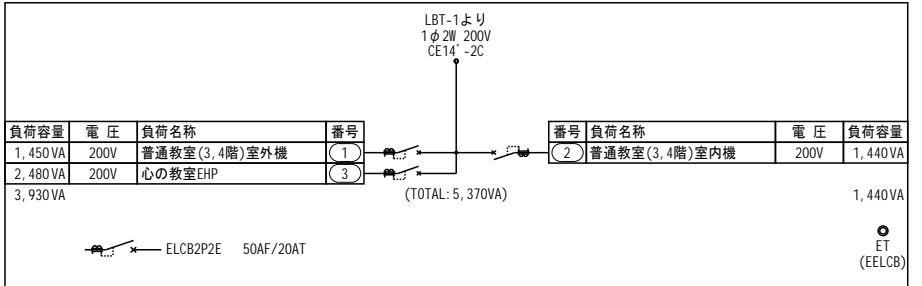 LBT-1より
1φ2W 200V
CE14゜-2C
負荷容量 電 圧 負荷名称 番号
1,450VA 200V 普通教室(3,4階)室外機 1
2,480VA 200V 心の教室EHP 3
3,930VA
番号 負荷名称 電 圧 負荷容量
2 普通教室(3,4階)室内機 200V 1,440VA
1,440VA
(TOTAL:5,370VA)
ELCB2P2E 50AF/20AT
ET
(EELCB)